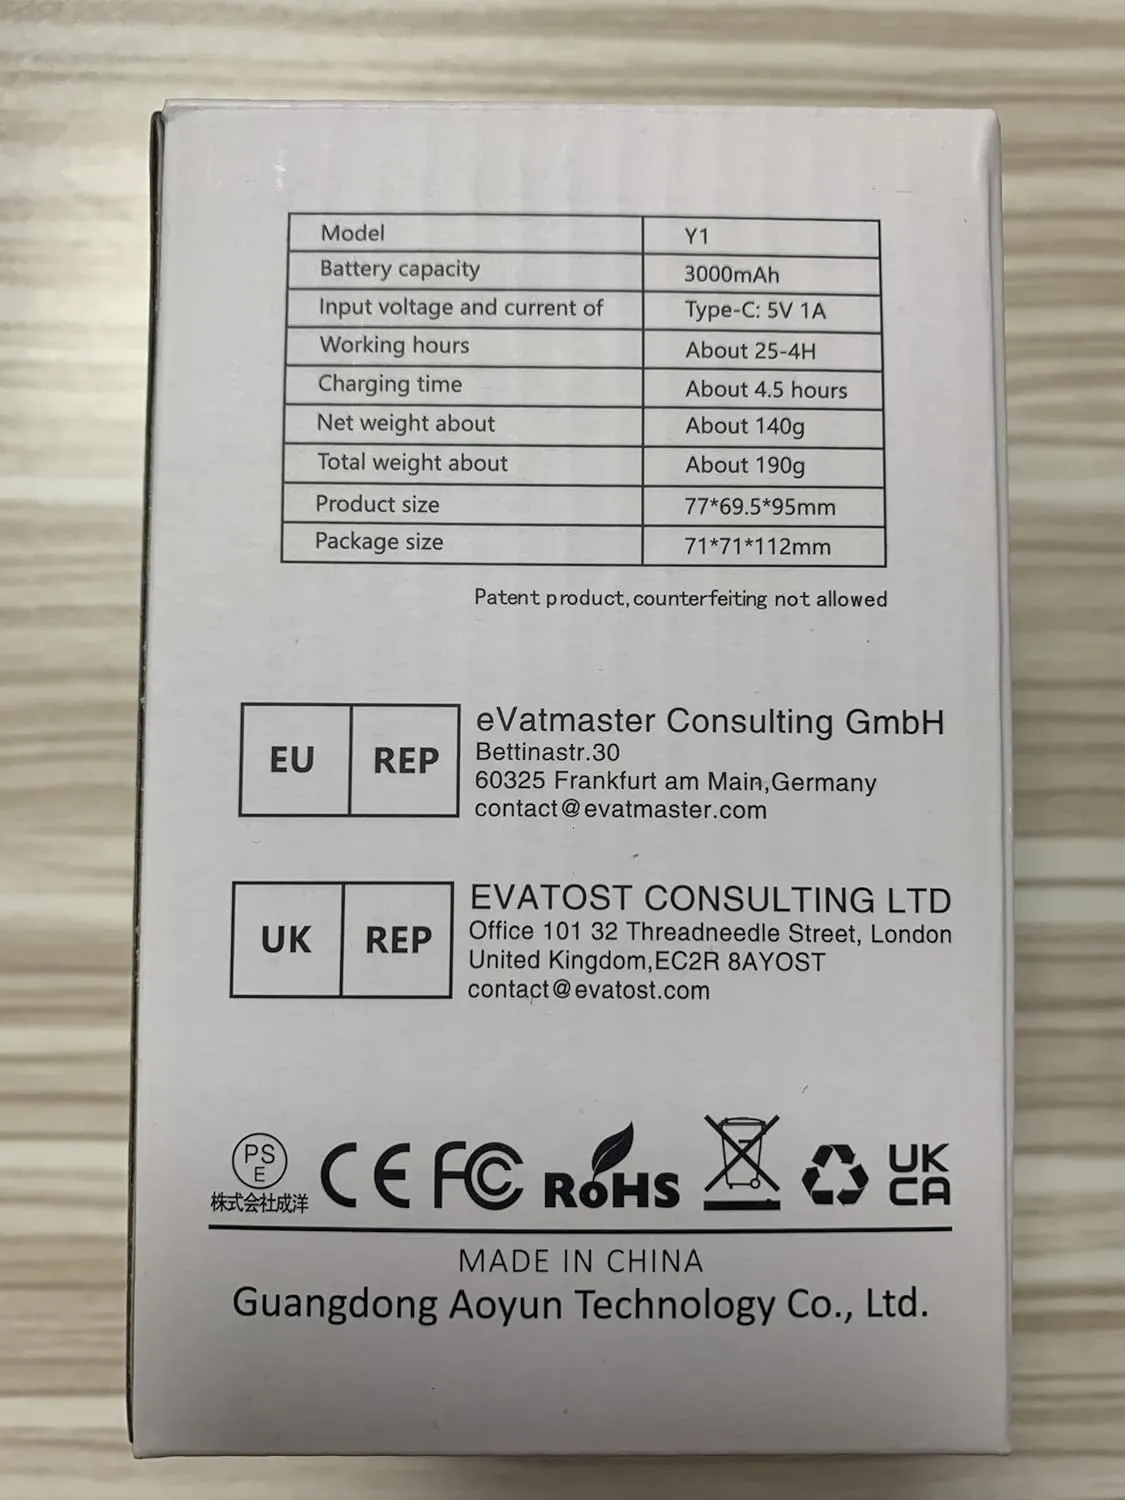 Model Y1
Battery capacity 3000mAh
Input voltage and current of Type-C: 5V 1A
Working hours About 25-4H
Charging time About 4.5 hours
Net weight about About 140g
Total weight about About 190g
Product size 77*69.5*95mm
Package size 71*71*112mm
Patent product,counterfeiting not allowed
EU REP
eVatmaster Consulting GmbH
Bettinastr.30
60325 Frankfurt am Main,Germany
contact@evatmaster.com
UK REP
EVATOST CONSULTING LTD
Office 101 32 Threadneedle Street, London
United Kingdom,EC2R 8AYOST
contact@evatost.com
PS
E
株式会社成洋
CE FC RoHS UK
CA
MADE IN CHINA
Guangdong Aoyun Technology Co., Ltd.